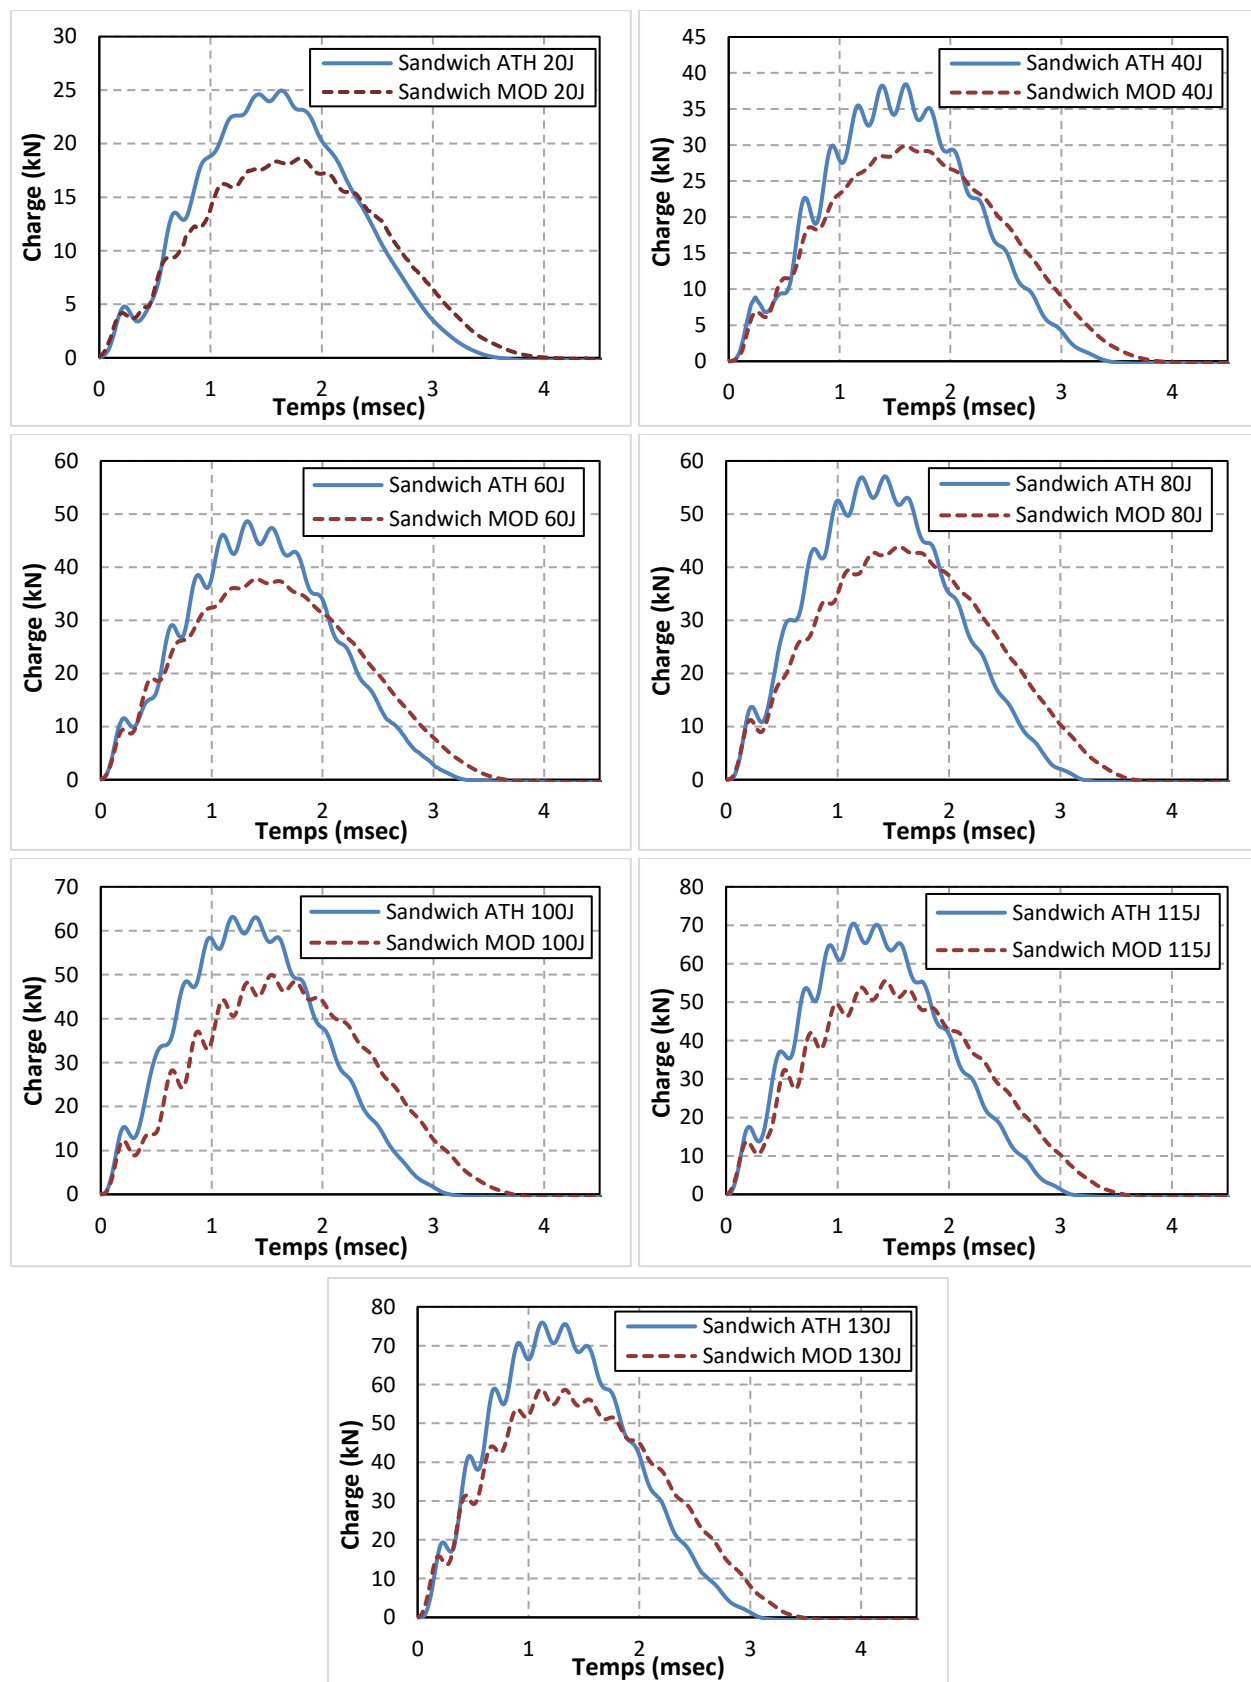 30
25
20
15
10
5
0
Charge (kN)
Sandwich ATH 20J
Sandwich MOD 20J
0 1 2 3 4
Temps (msec)
45
40
35
30
25
20
15
10
5
0
Charge (kN)
Sandwich ATH 40J
Sandwich MOD 40J
0 1 2 3 4
Temps (msec)
60
50
40
30
20
10
0
Charge (kN)
Sandwich ATH 60J
Sandwich MOD 60J
0 1 2 3 4
Temps (msec)
60
50
40
30
20
10
0
Charge (kN)
Sandwich ATH 80J
Sandwich MOD 80J
0 1 2 3 4
Temps (msec)
70
60
50
40
30
20
10
0
Charge (kN)
Sandwich ATH 100J
Sandwich MOD 100J
0 1 2 3 4
Temps (msec)
80
70
60
50
40
30
20
10
0
Charge (kN)
Sandwich ATH 115J
Sandwich MOD 115J
0 1 2 3 4
Temps (msec)
80
70
60
50
40
30
20
10
0
Charge (kN)
Sandwich ATH 130J
Sandwich MOD 130J
0 1 2 3 4
Temps (msec)